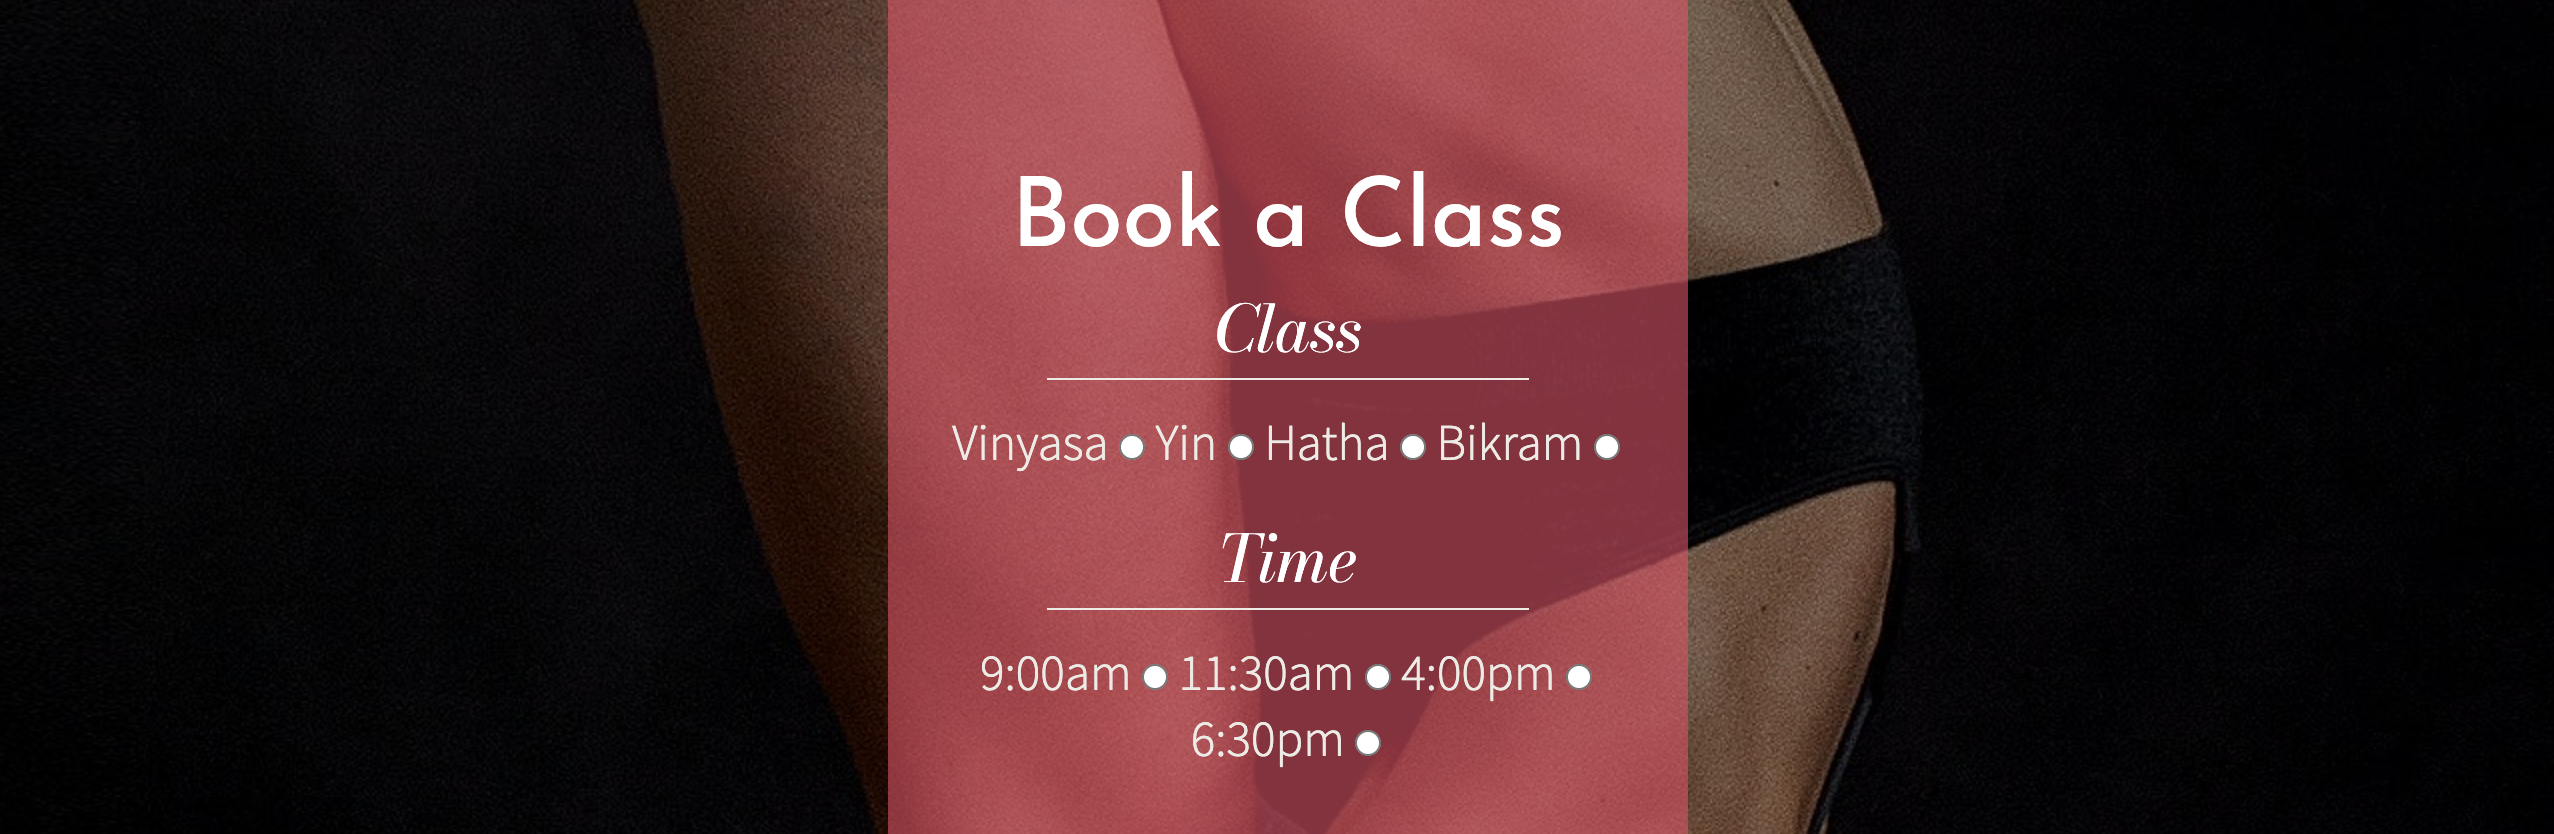 Book a Class
Class
Vinyasa Yin Hatha Bikram
Time
9:00am 11:30am 4:00pm
6:30pm